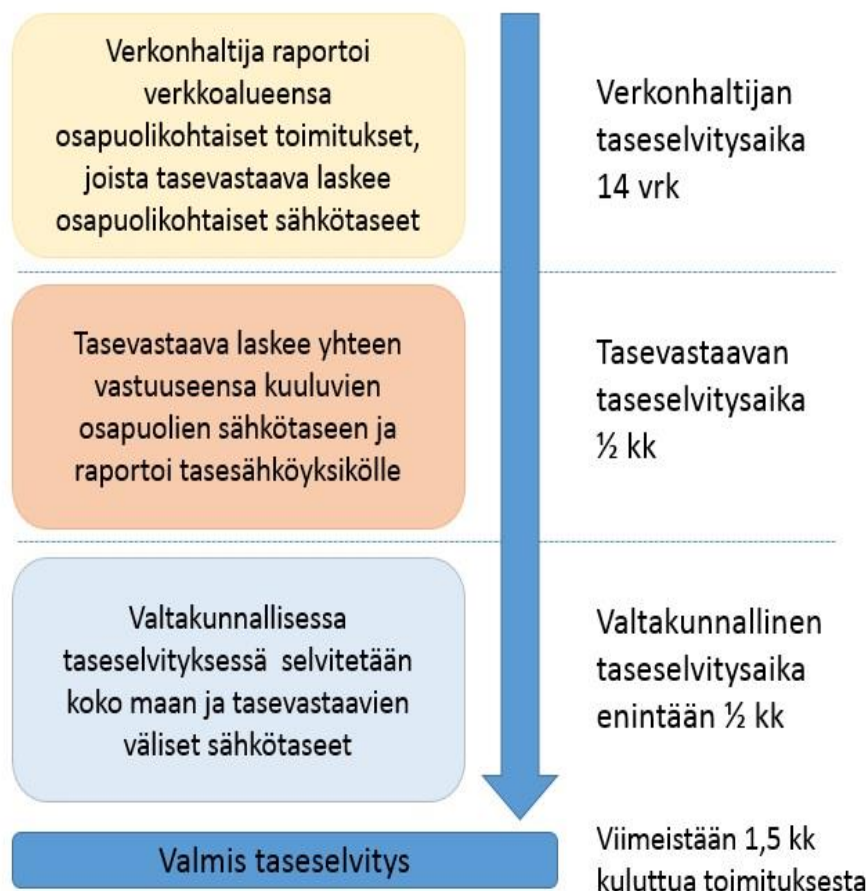 Verkonhaltija raportoi
verkkoalueensa
osapuolikohtaiset toimitukset,
joista tasevastaava laskee
osapuolikohtaiset sähkötaseet
Verkonhaltijan
taseselvitysaika
14 vrk
Tasevastaava laskee yhteen
vastuuseensa kuuluvien
osapuolien sähkötaseen ja
raportoi tasesähköyksikölle
Tasevastaavan
taseselvitysaika
½ kk
Valtakunnallisessa
taseselvityksessä selvitetään
koko maan ja tasevastaavien
väliset sähkötaseet
Valtakunnallinen
taseselvitysaika
enintään ½ kk
Valmis taseselvitys
Viimeistään 1,5 kk
kuluttua toimituksesta